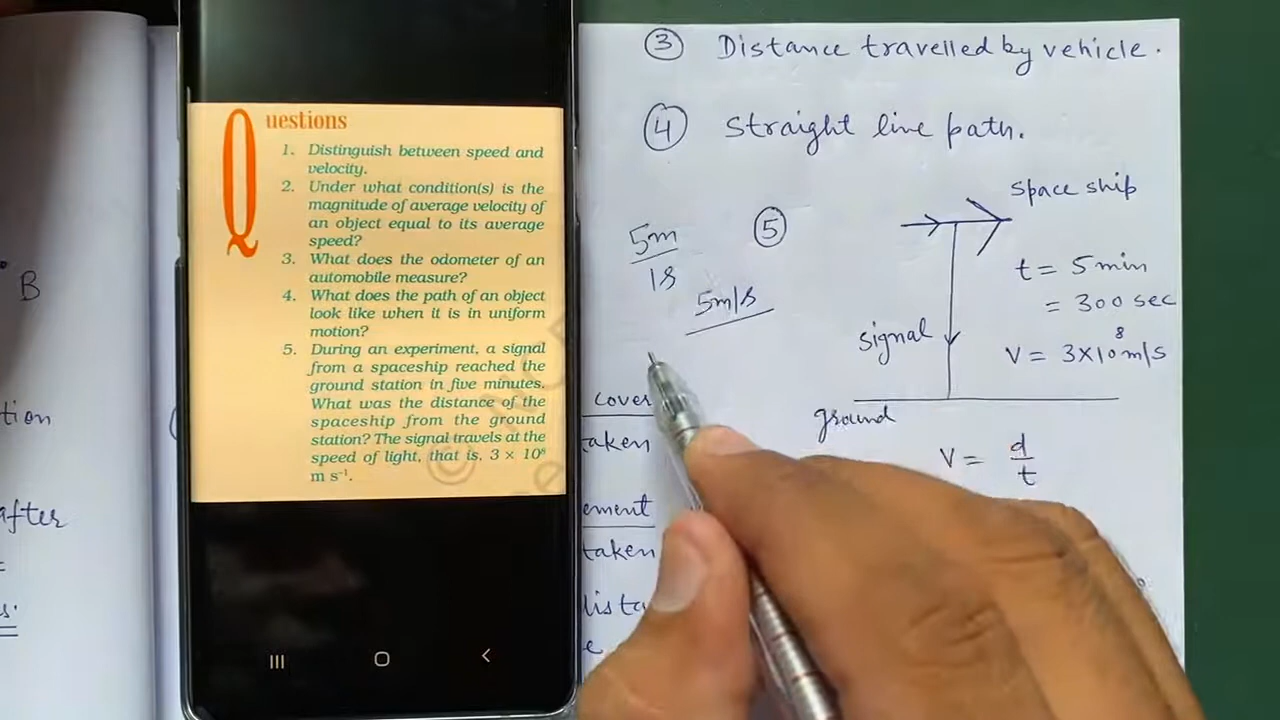 Questions
1. Distinguish between speed and
velocity.
2. Under what condition(s) is the
magnitude of average velocity of
an object equal to its average
speed?
3. What does the odometer of an
automobile measure?
4. What does the path of an object
look like when it is in uniform
motion?
5. During an experiment, a signal
from a spaceship reached the
ground station in five minutes.
What was the distance of the
spaceship from the ground
station? The signal travels at the
speed of light, that is, 3 × 10⁸
m s⁻¹.
B
tion
after
③ Distance travelled by vehicle.
④ straight line path.
5m
1s
5m/s
⑤
space ship
t = 5 min
= 300 sec
signal
V = 3×10⁸ m/s
ground
V = d
t
cover
taken
ement
taken